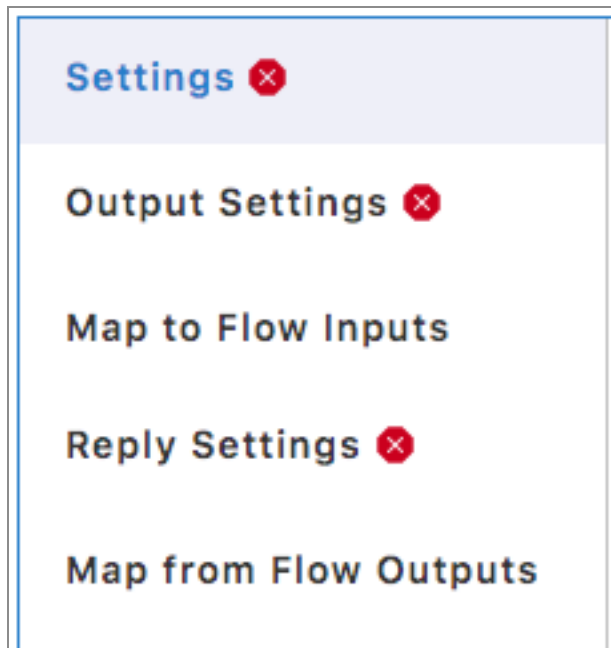 Settings
Output Settings
Map to Flow Inputs
Reply Settings
Map from Flow Outputs